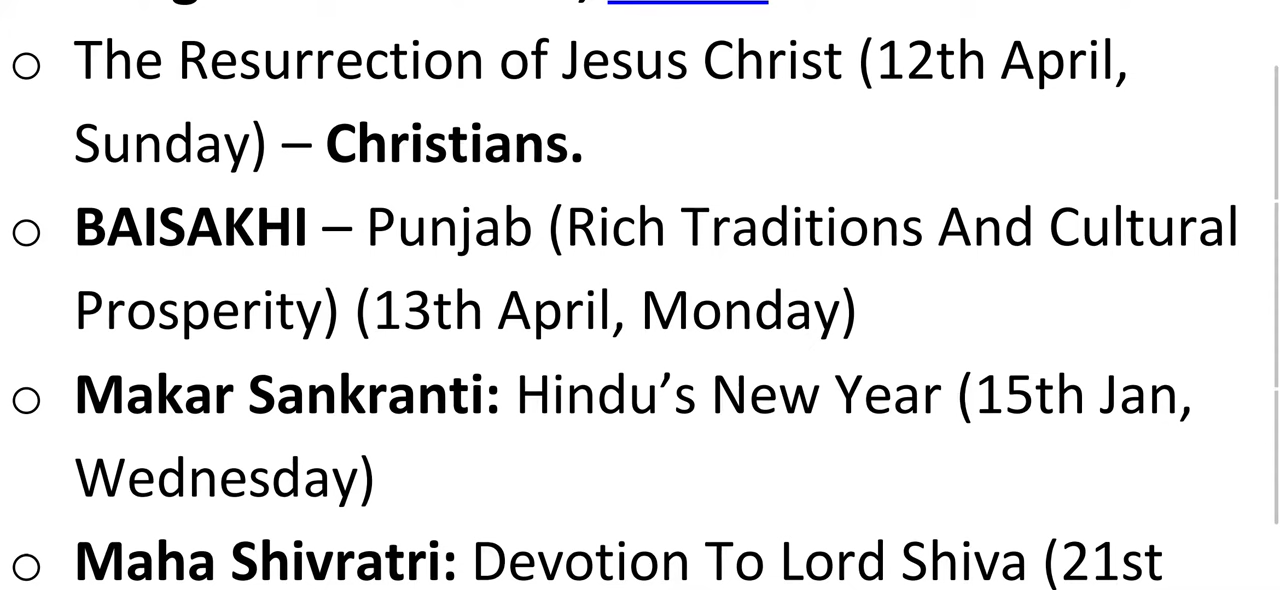 ○ The Resurrection of Jesus Christ (12th April,
Sunday) – Christians.
○ BAISAKHI – Punjab (Rich Traditions And Cultural
Prosperity) (13th April, Monday)
○ Makar Sankranti: Hindu’s New Year (15th Jan,
Wednesday)
○ Maha Shivratri: Devotion To Lord Shiva (21st